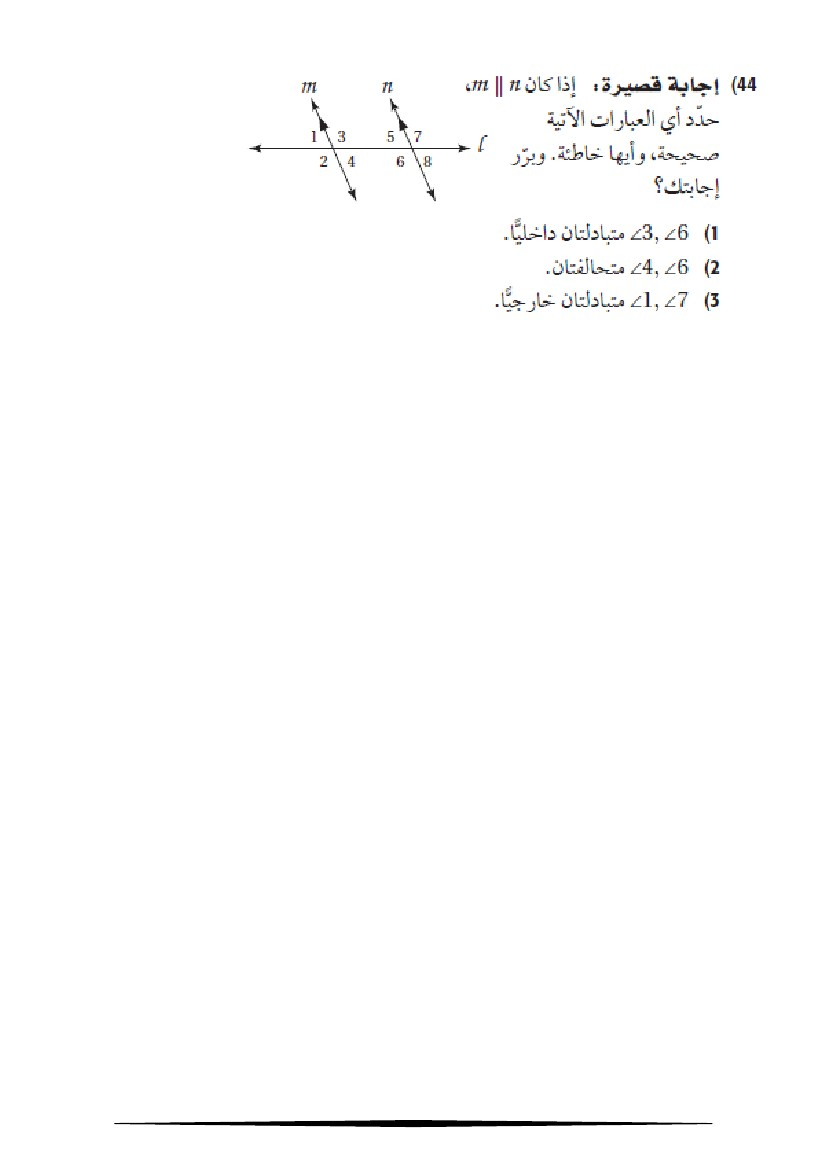 44) إجابة قصيرة: إذا كان m || n،
حدّد أي العبارات الآتية
صحيحة، وأيها خاطئة. وبرّر
إجابتك؟
m n
1 3 5 7 l
2 4 6 8
1) ∠3, ∠6 متبادلتان داخليًّا.
2) ∠4, ∠6 متحالفتان.
3) ∠1, ∠7 متبادلتان خارجيًّا.